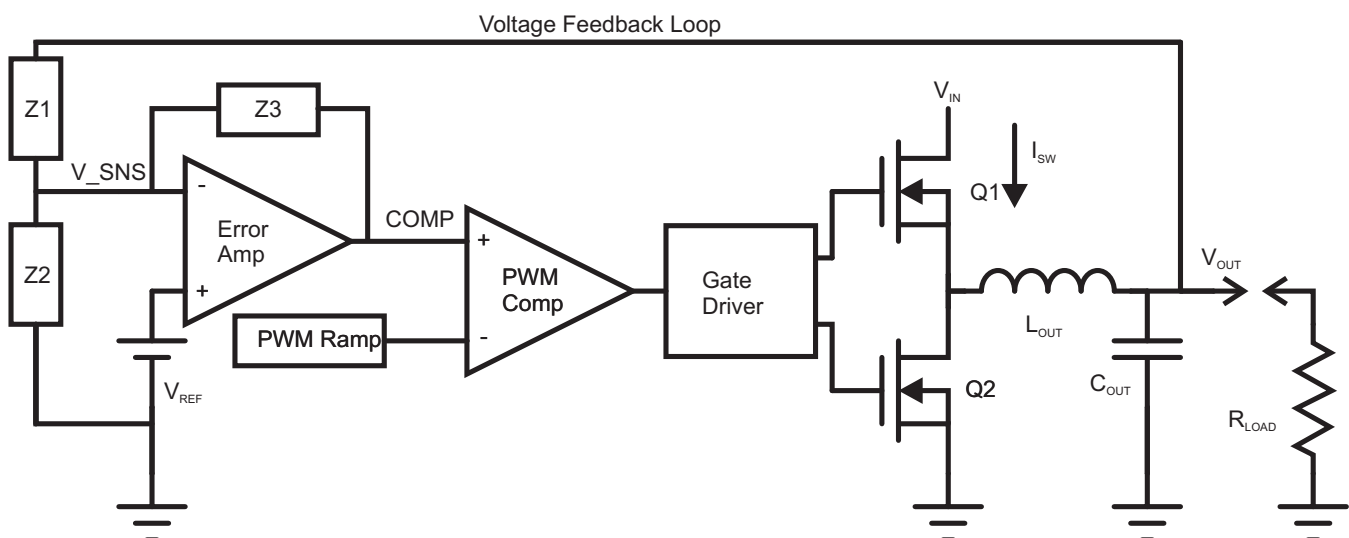 Voltage Feedback Loop
Z1
Z3
V_SNS
-
Error
Amp
+
Z2
V_REF
COMP
+
PWM
Comp
-
PWM Ramp
Gate
Driver
V_IN
I_SW
Q1
Q2
L_OUT
C_OUT
V_OUT
R_LOAD